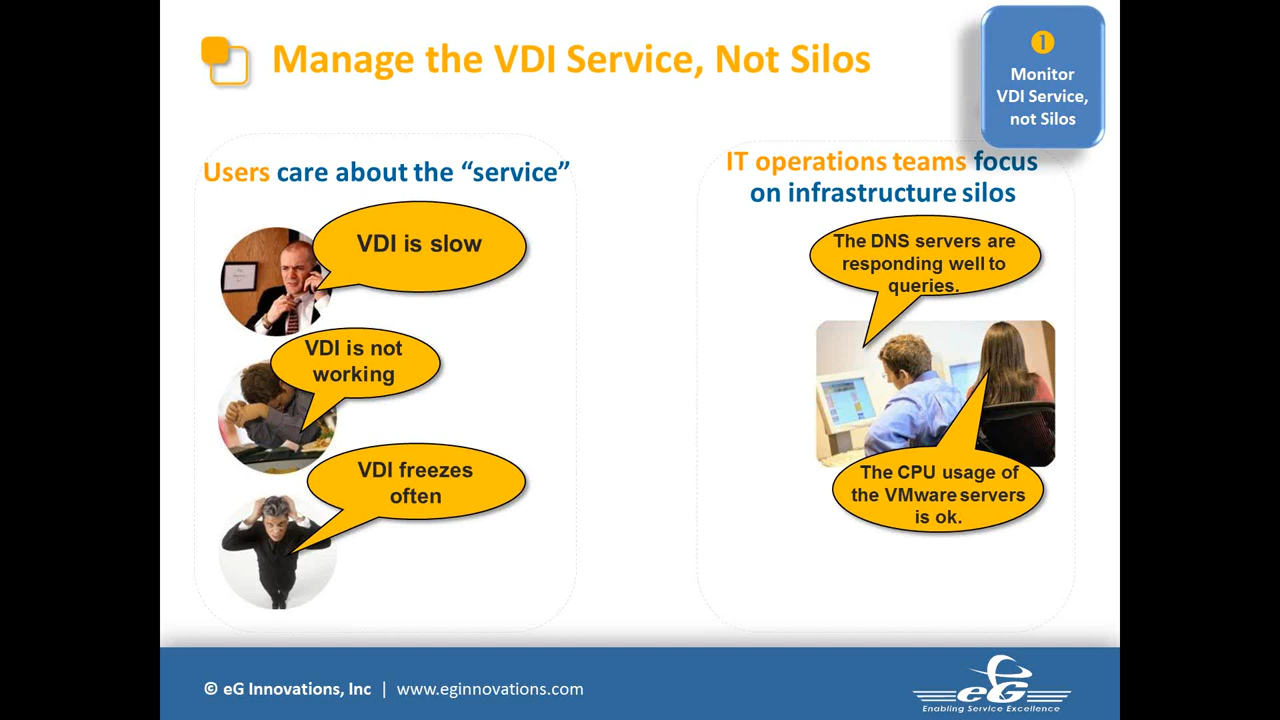 Manage the VDI Service, Not Silos
❶
Monitor
VDI Service,
not Silos
Users care about the “service”
VDI is slow
VDI is not
working
VDI freezes
often
IT operations teams focus
on infrastructure silos
The DNS servers are
responding well to
queries.
The CPU usage of
the VMware servers
is ok.
© eG Innovations, Inc | www.eginnovations.com
eG
Enabling Service Excellence